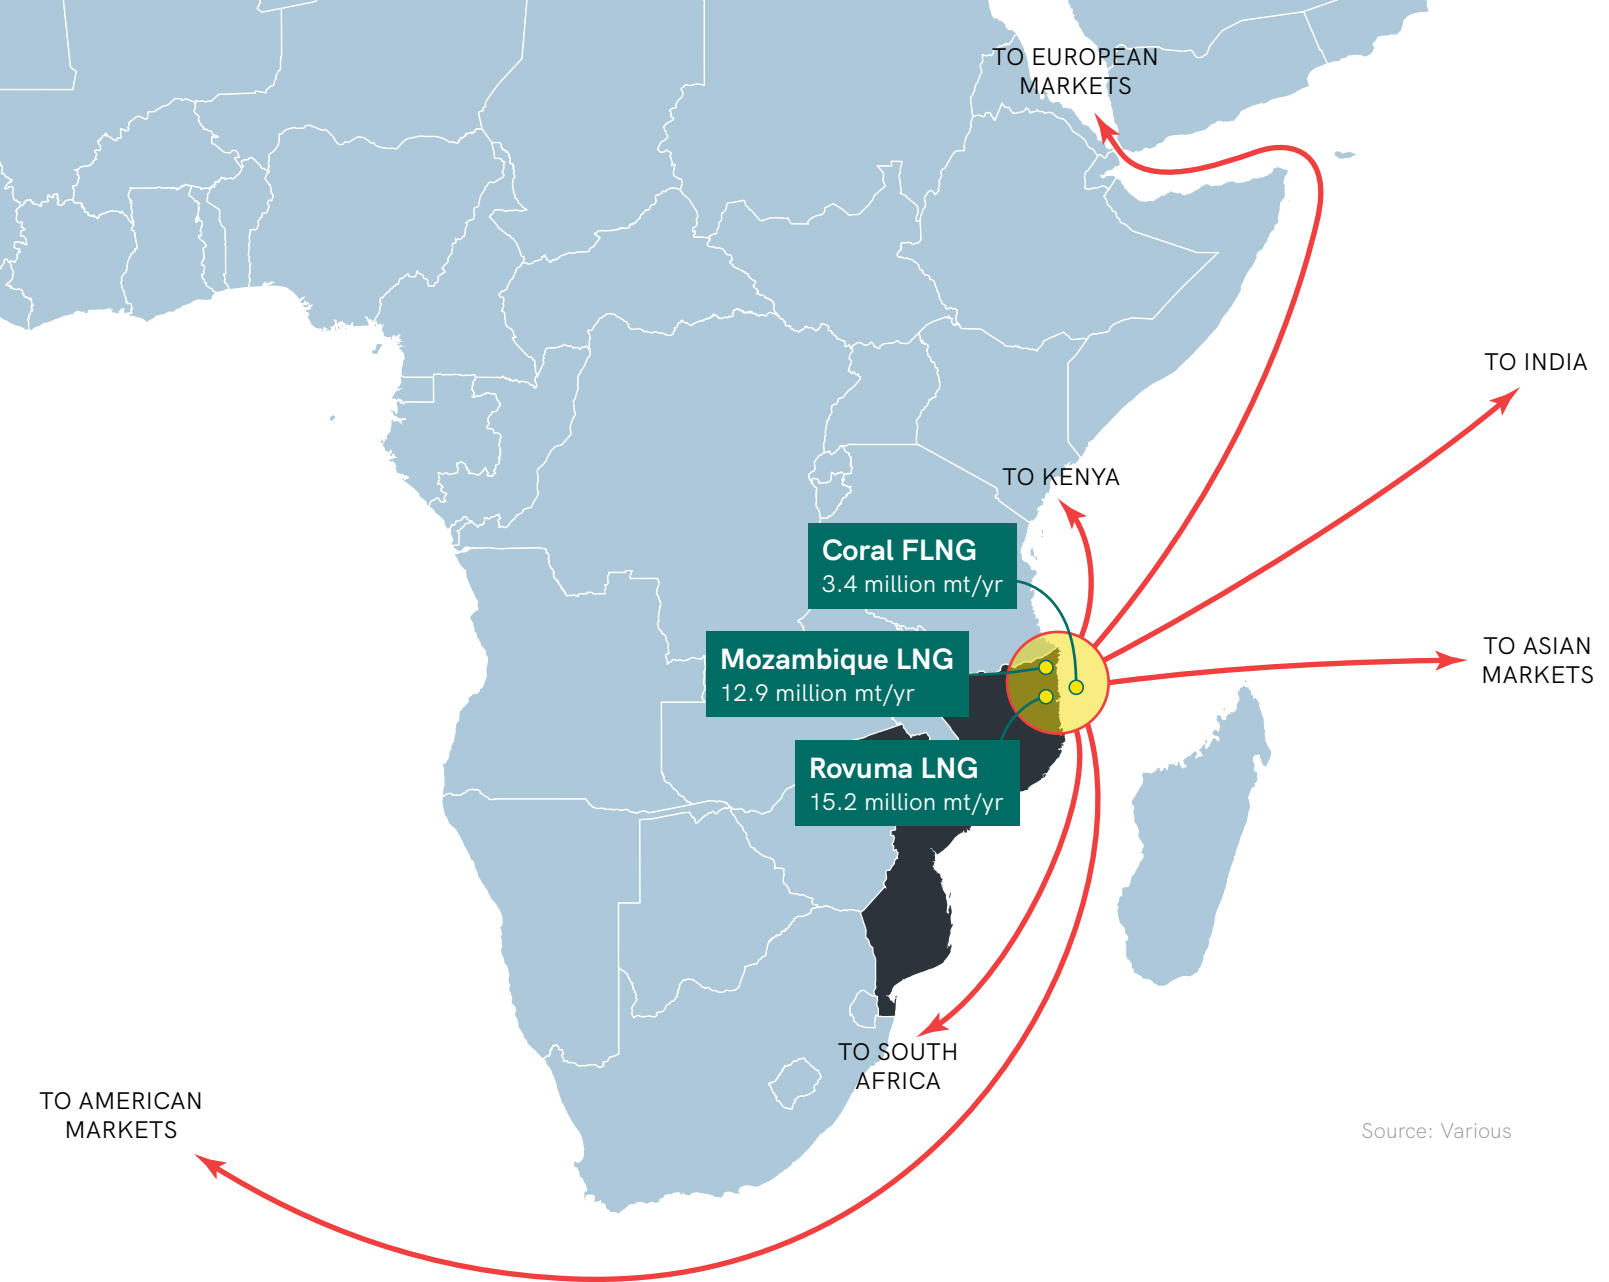 TO EUROPEAN
MARKETS
TO INDIA
TO KENYA
Coral FLNG
3.4 million mt/yr
Mozambique LNG
12.9 million mt/yr
TO ASIAN
MARKETS
Rovuma LNG
15.2 million mt/yr
TO SOUTH
AFRICA
TO AMERICAN
MARKETS
Source: Various